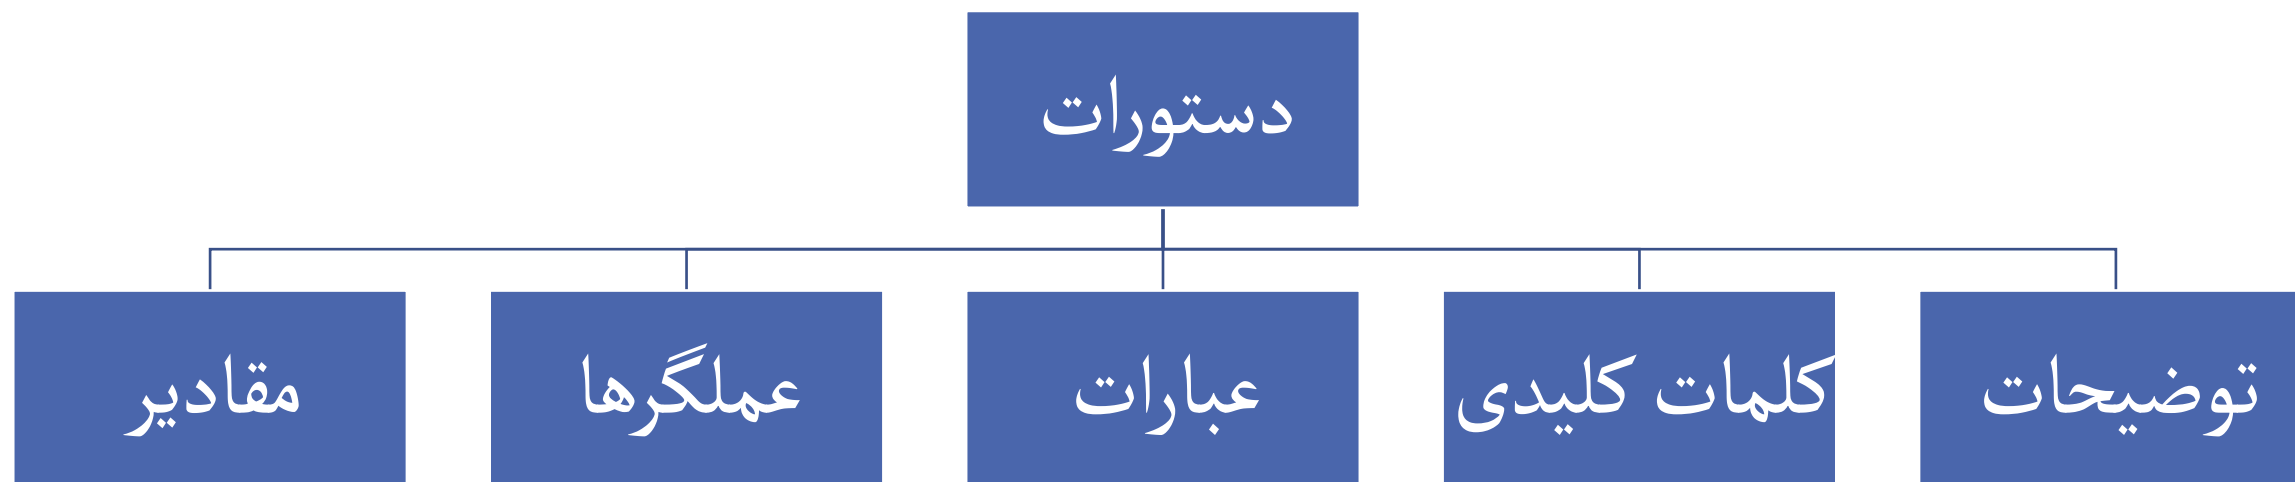 دستورات
توضیحات
کلمات کلیدی
عبارات
عملگرها
مقادیر